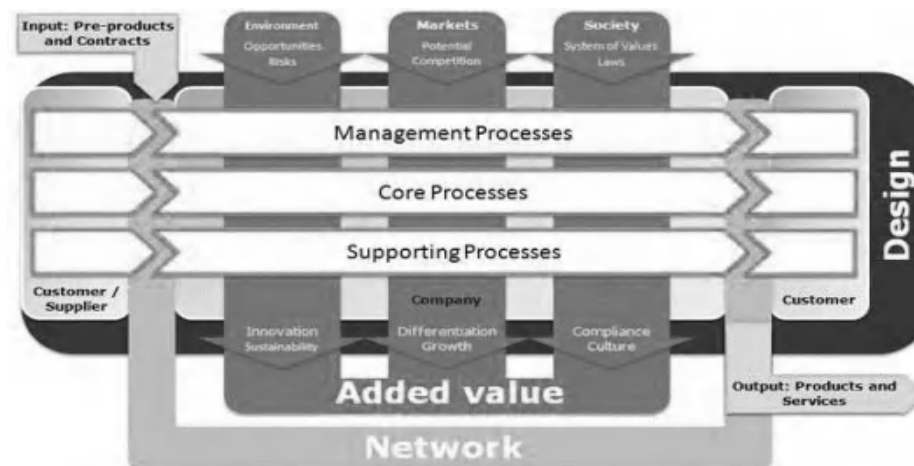 Input: Pre-products
and Contracts
Environment
Opportunities
Risks
Markets
Potential
Competition
Society
System of Values
Laws
Management Processes
Core Processes
Supporting Processes
Customer /
Supplier
Company
Customer
Design
Innovation
Sustainability
Differentiation
Growth
Compliance
Culture
Added value
Output: Products and
Services
Network